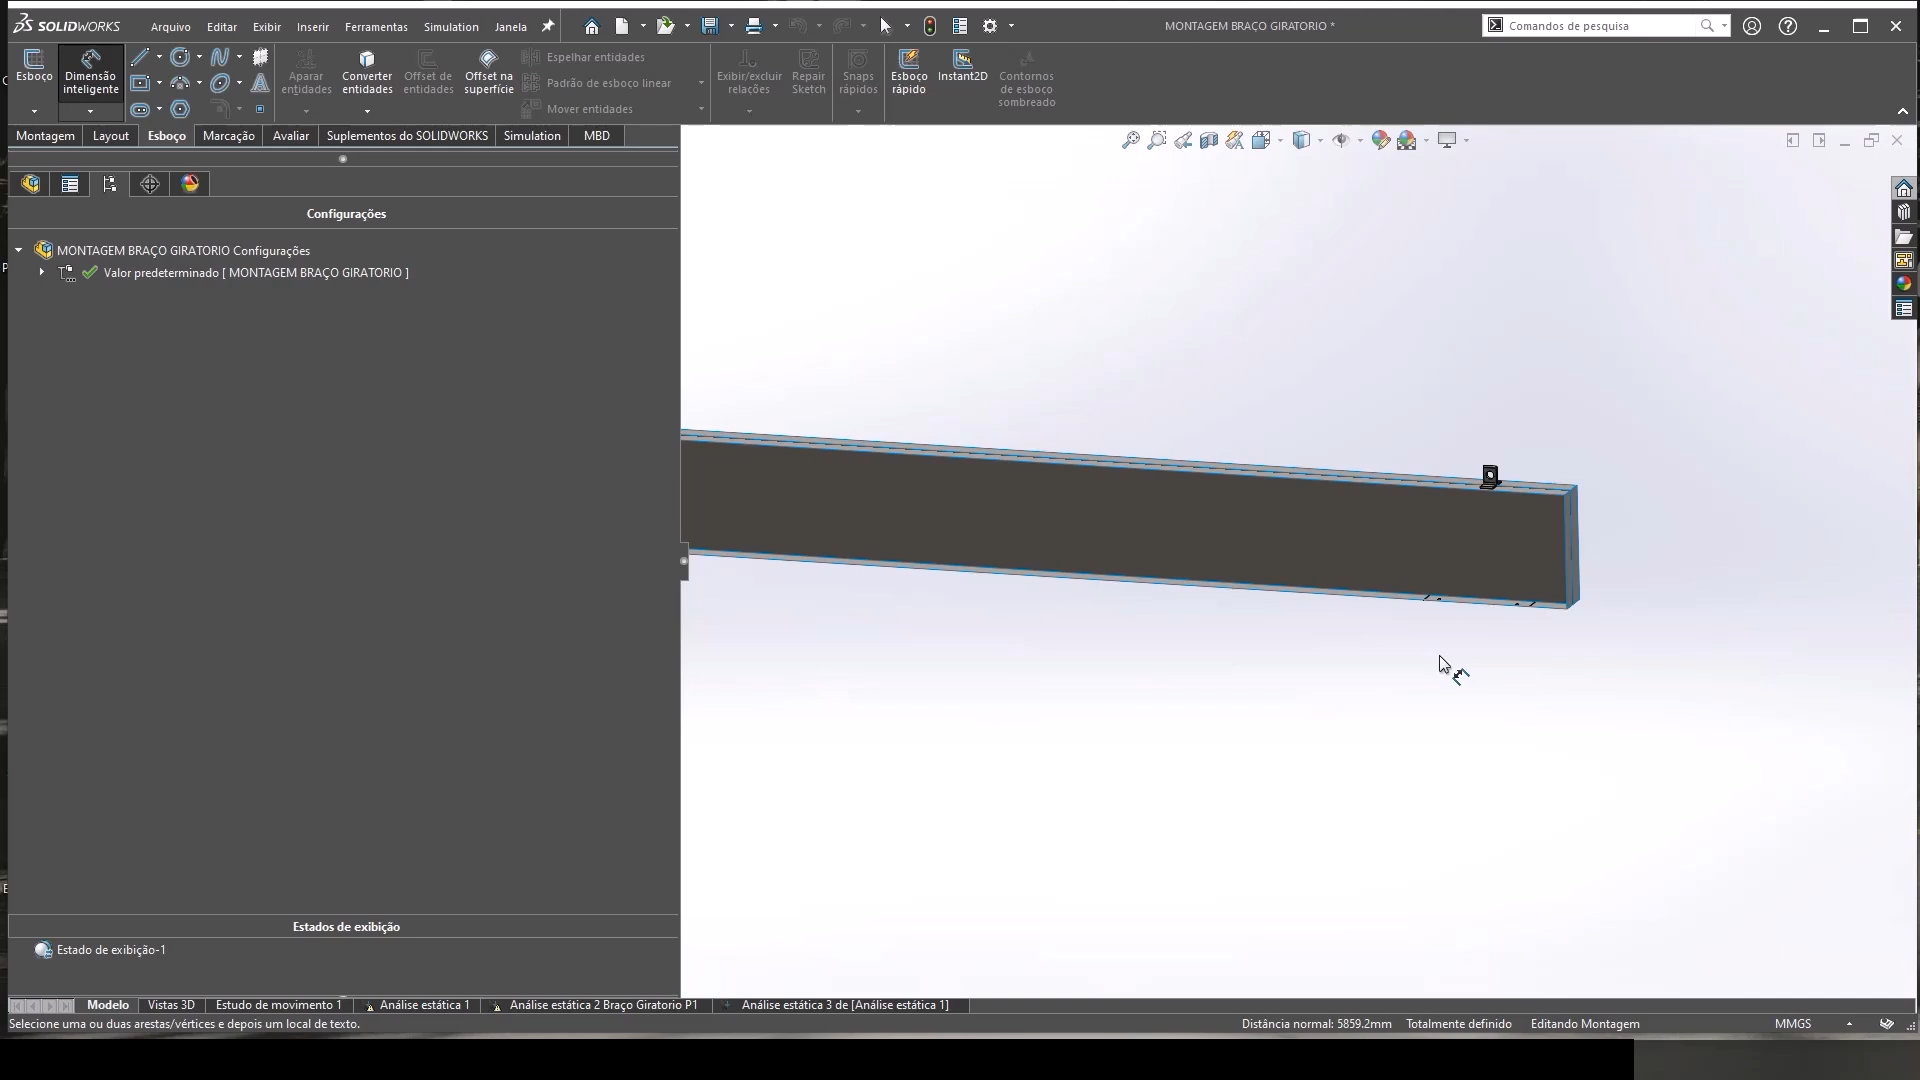 SOLIDWORKS
Arquivo Editar Exibir Inserir Ferramentas Simulation Janela
MONTAGEM BRAÇO GIRATORIO *
Comandos de pesquisa
Esboço
Dimensão inteligente
Aparar entidades
Converter entidades
Offset de entidades
Offset na superfície
Espelhar entidades
Padrão de esboço linear
Mover entidades
Exibir/excluir relações
Repair Sketch
Snaps rápidos
Esboço rápido
Instant2D
Contornos de esboço sombreado
Montagem Layout Esboço Marcação Avaliar Suplementos do SOLIDWORKS Simulation MBD
Configurações
MONTAGEM BRAÇO GIRATORIO Configurações
Valor predeterminado [ MONTAGEM BRAÇO GIRATORIO ]
Estados de exibição
Estado de exibição-1
Modelo Vistas 3D Estudo de movimento 1 Análise estática 1 Análise estática 2 Braço Giratorio P1 Análise estática 3 de [Análise estática 1]
Selecione uma ou duas arestas/vértices e depois um local de texto.
Distância normal: 5859.2mm Totalmente definido Editando Montagem MMGS